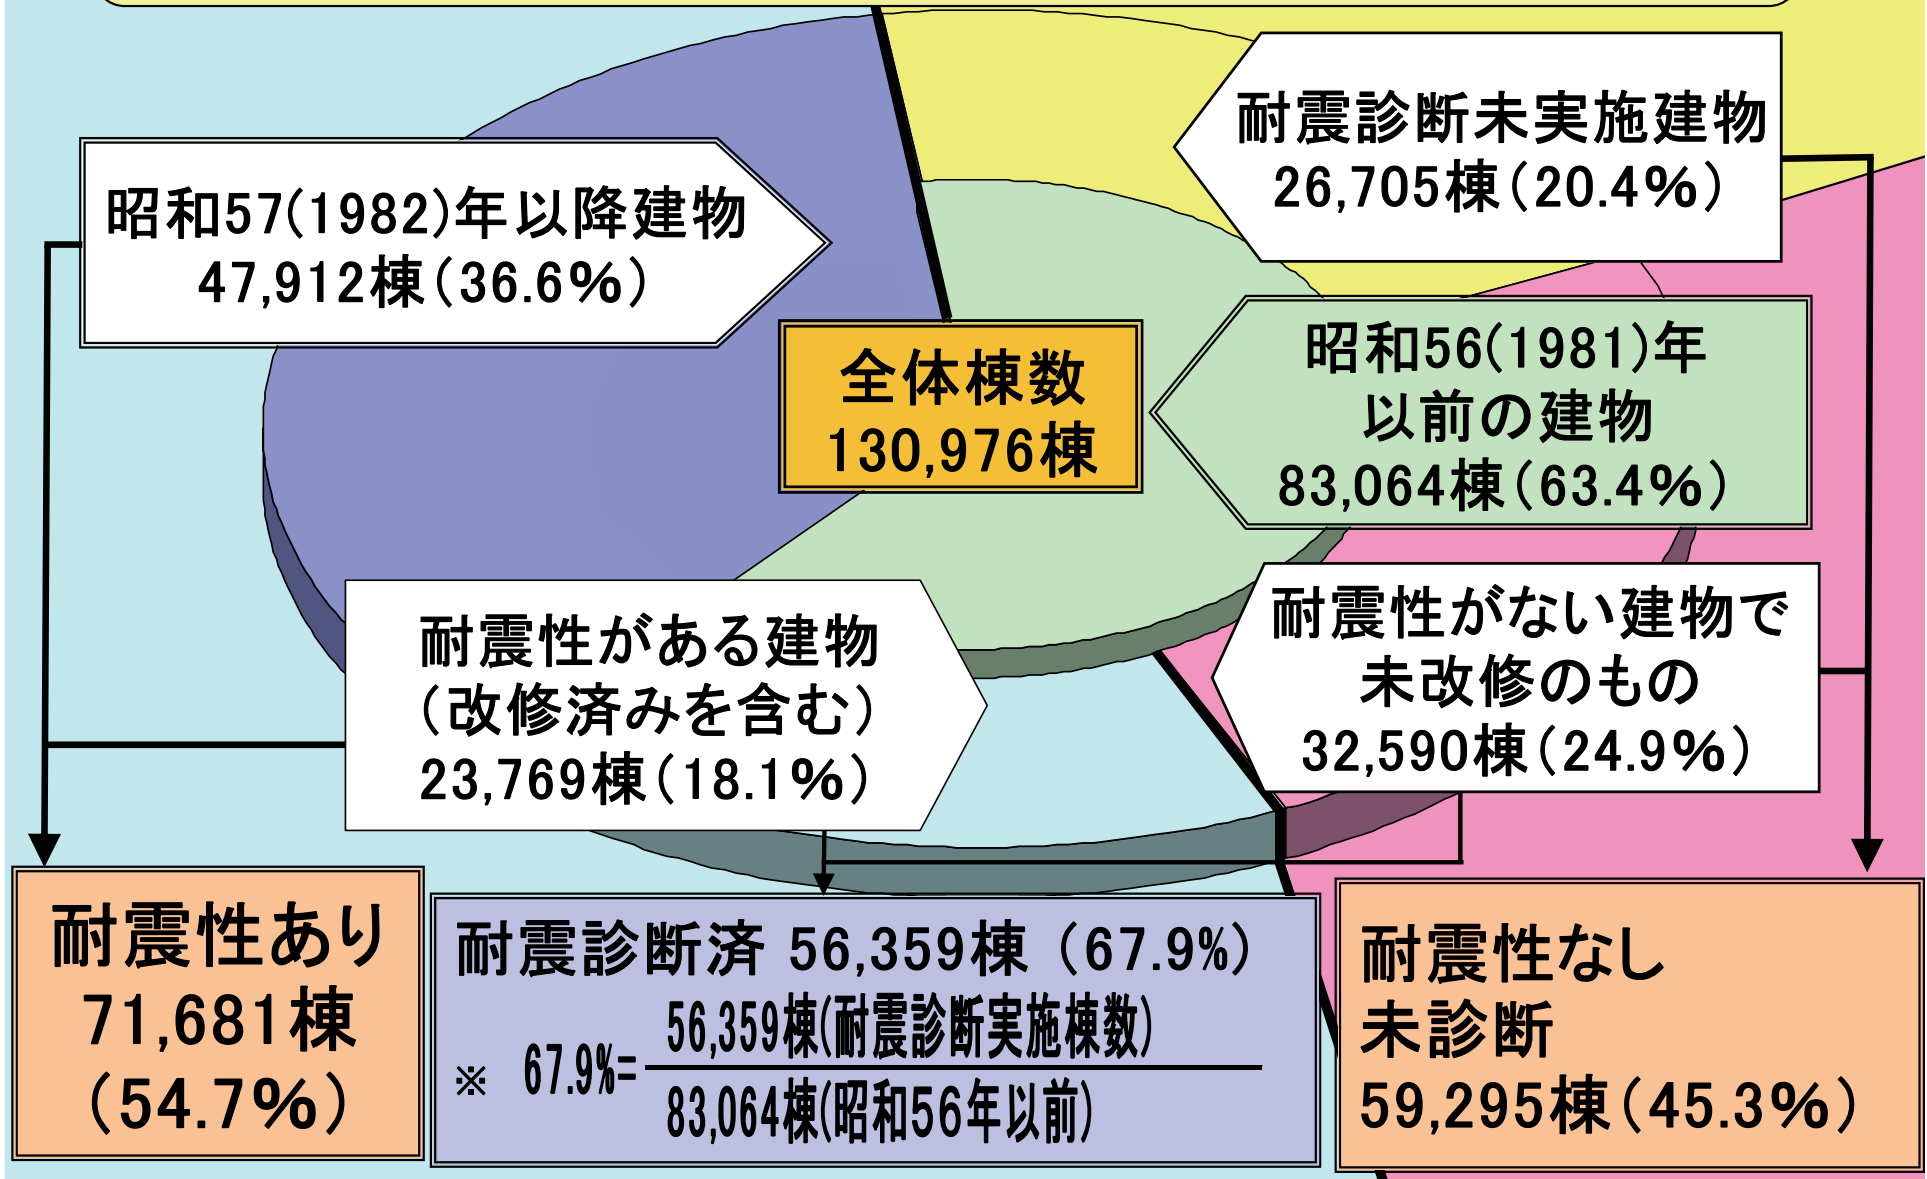 耐震診断未実施建物
26,705棟(20.4%)
昭和57(1982)年以降建物
47,912棟(36.6%)
全体棟数
130,976棟
昭和56(1981)年
以前の建物
83,064棟(63.4%)
耐震性がある建物
(改修済みを含む)
23,769棟(18.1%)
耐震性がない建物で
未改修のもの
32,590棟(24.9%)
耐震性あり
71,681棟
(54.7%)
耐震診断済 56,359棟 (67.9%)
56,359棟(耐震診断実施棟数)
※ 67.9%=
83,064棟(昭和56年以前)
耐震性なし
未診断
59,295棟(45.3%)